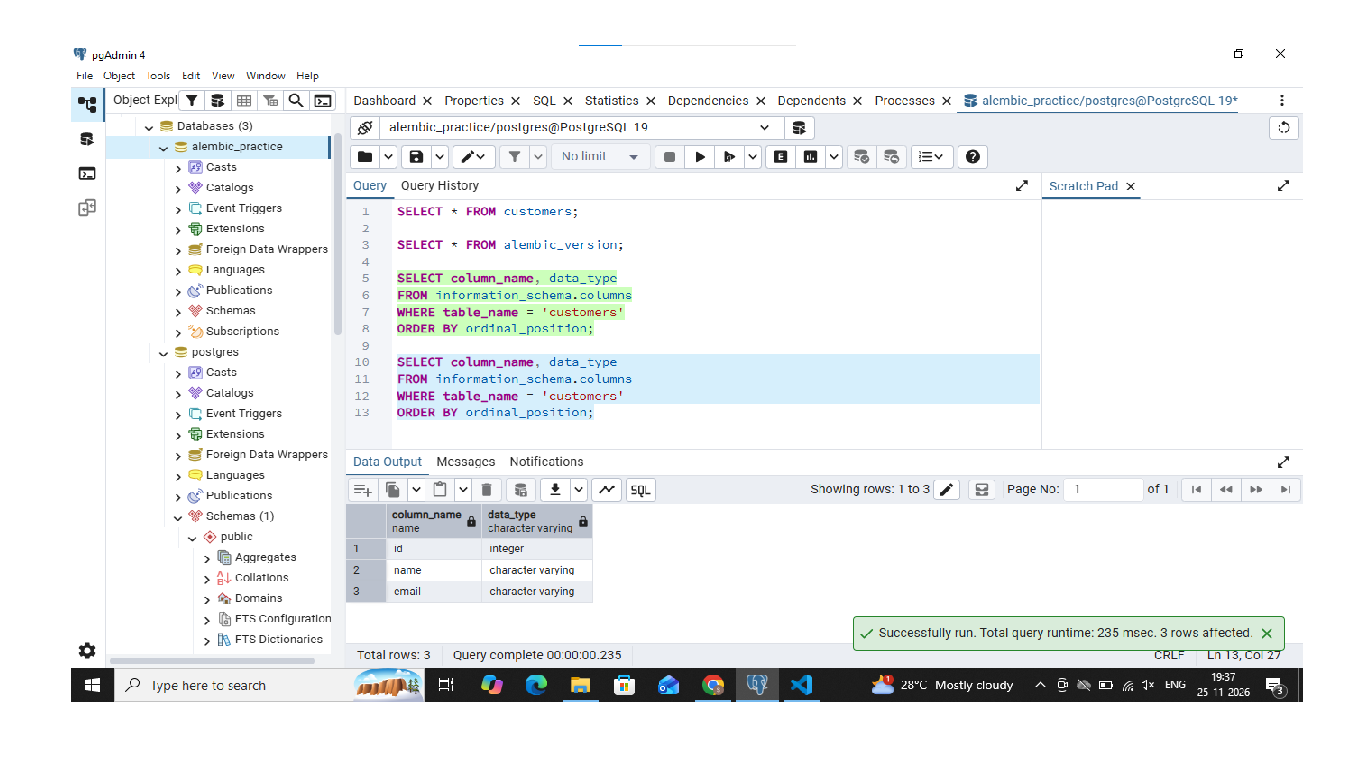 pgAdmin 4
File Object Tools Edit View Window Help
Object Expl
Dashboard Properties SQL Statistics Dependencies Dependents Processes alembic_practice/postgres@PostgreSQL 19*
Databases (3)
alembic_practice
Casts
Catalogs
Event Triggers
Extensions
Foreign Data Wrappers
Languages
Publications
Schemas
Subscriptions
postgres
Casts
Catalogs
Event Triggers
Extensions
Foreign Data Wrappers
Languages
Publications
Schemas (1)
public
Aggregates
Collations
Domains
FTS Configuration
FTS Dictionaries
alembic_practice/postgres@PostgreSQL 19
No limit
E
Query Query History
Scratch Pad
1 SELECT * FROM customers;
2
3 SELECT * FROM alembic_version;
4
5 SELECT column_name, data_type
6 FROM information_schema.columns
7 WHERE table_name = 'customers'
8 ORDER BY ordinal_position;
9
10 SELECT column_name, data_type
11 FROM information_schema.columns
12 WHERE table_name = 'customers'
13 ORDER BY ordinal_position;
Data Output Messages Notifications
SQL Showing rows: 1 to 3 Page No: 1 of 1
column_name data_type
name character varying
1 id integer
2 name character varying
3 email character varying
Successfully run. Total query runtime: 235 msec. 3 rows affected.
Total rows: 3 Query complete 00:00:00.235 CRLF Ln 13, Col 27
Type here to search
1
28°C Mostly cloudy ENG
19:37
25-11-2026
3